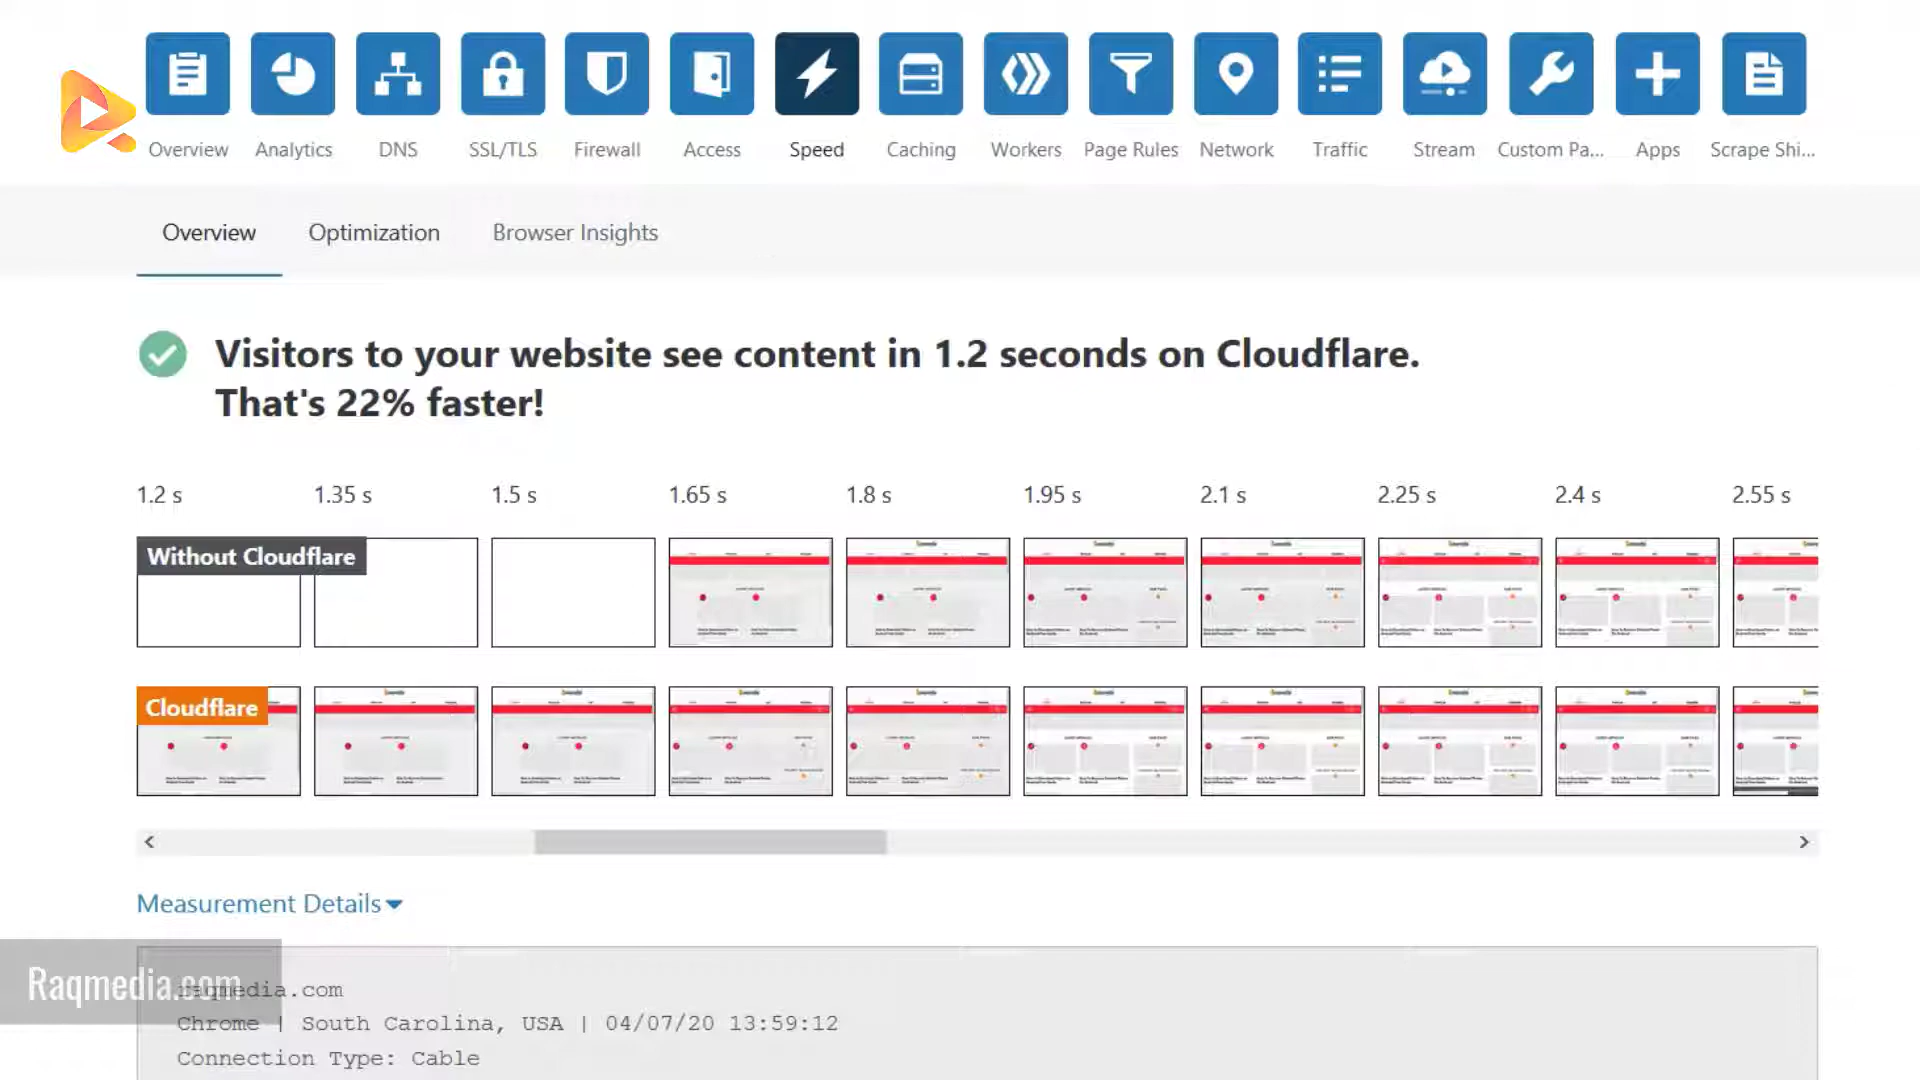 Overview
Analytics
DNS
SSL/TLS
Firewall
Access
Speed
Caching
Workers
Page Rules
Network
Traffic
Stream
Custom Pa...
Apps
Scrape Shi...
Overview
Optimization
Browser Insights
Visitors to your website see content in 1.2 seconds on Cloudflare.
That's 22% faster!
1.2 s
1.35 s
1.5 s
1.65 s
1.8 s
1.95 s
2.1 s
2.25 s
2.4 s
2.55 s
Without Cloudflare
Cloudflare
Measurement Details
Raqmedia.com
raqmedia.com
Chrome | South Carolina, USA | 04/07/20 13:59:12
Connection Type: Cable